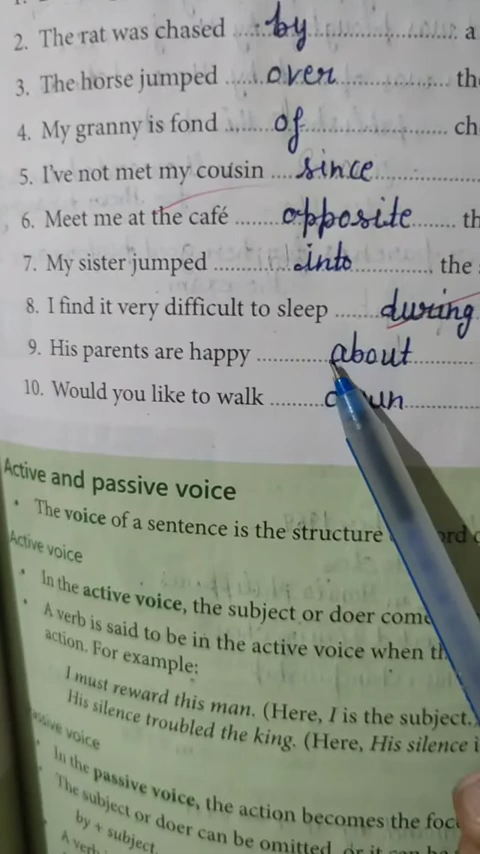 2. The rat was chased ........by........................ a
3. The horse jumped ......over.................... th
4. My granny is fond .......of........................ ch
5. I've not met my cousin ....since................
6. Meet me at the café ........opposite........ th
7. My sister jumped ..............into................ the
8. I find it very difficult to sleep .......during
9. His parents are happy .............about............
10. Would you like to walk ..........
Active and passive voice
• The voice of a sentence is the structure
Active voice
• In the active voice, the subject or doer
• A verb is said to be in the active voice when
action. For example:
I must reward this man. (Here, I is the subject.
His silence troubled the king. (Here, His silence
voice
• In the passive voice, the action becomes the
• The subject or doer can be omitted, or it can be
by + subject.
A verb